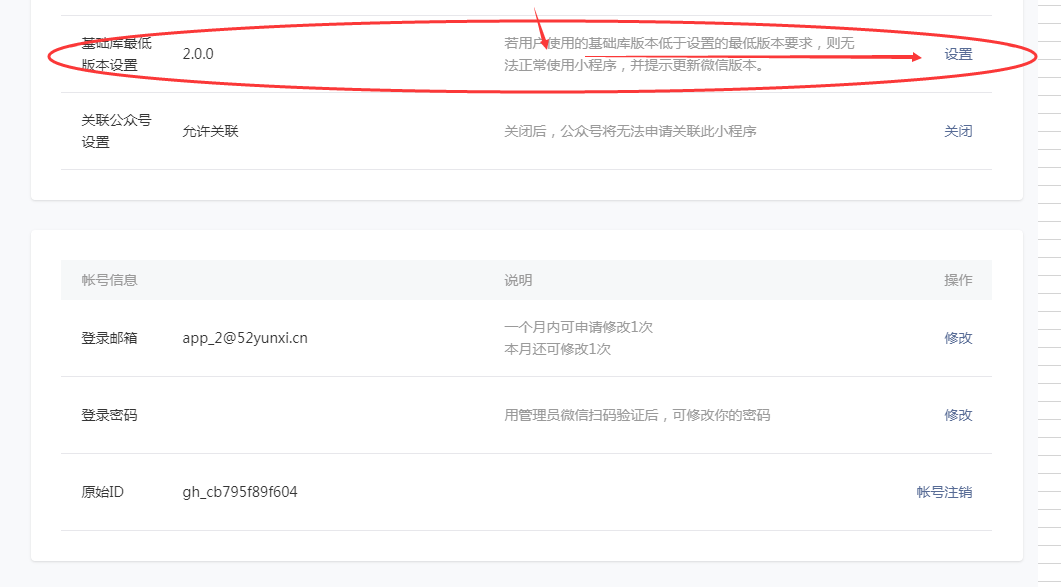 基础库最低
版本设置
2.0.0
若用户使用的基础库版本低于设置的最低版本要求，则无
法正常使用小程序，并提示更新微信版本。
设置
关联公众号
设置
允许关联
关闭后，公众号将无法申请关联此小程序
关闭
帐号信息
说明
操作
登录邮箱
app_2@52yunxi.cn
一个月内可申请修改1次
本月还可修改1次
修改
登录密码
用管理员微信扫码验证后，可修改你的密码
修改
原始ID
gh_cb795f89f604
帐号注销